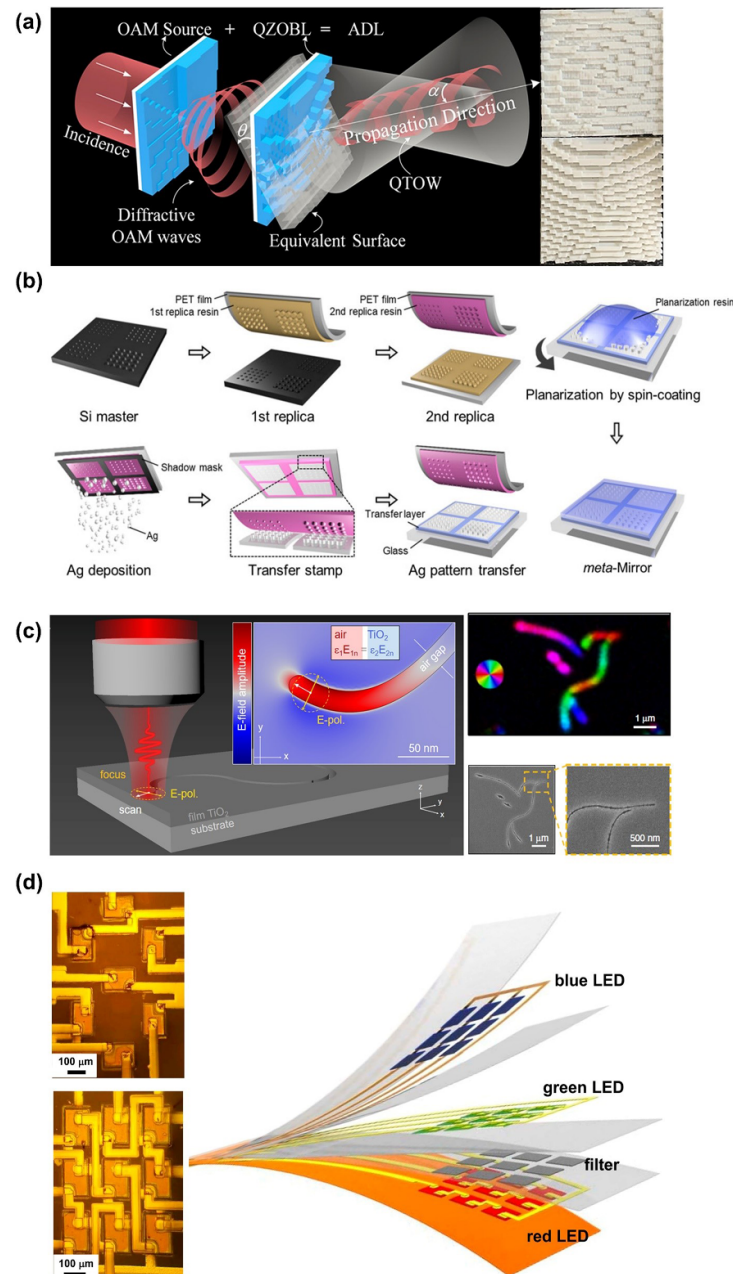 (a)
OAM Source + QZOBL = ADL
Incidence
θ
α
Propagation Direction
QTOW
Diffractive
OAM waves
Equivalent Surface
(b)
PET film
1st replica resin
PET film
2nd replica resin
Planarization resin
Si master
1st replica
2nd replica
Planarization by spin-coating
Shadow mask
Ag
Transfer layer
Glass
Ag deposition
Transfer stamp
Ag pattern transfer
meta-Mirror
(c)
E-field amplitude
air
TiO₂
ε₁E₁ₙ = ε₂E₂ₙ
air gap
E-pol.
y
x
50 nm
focus
E-pol.
scan
film TiO₂
substrate
z
y
x
1 µm
1 µm
500 nm
(d)
100 µm
100 µm
blue LED
green LED
filter
red LED